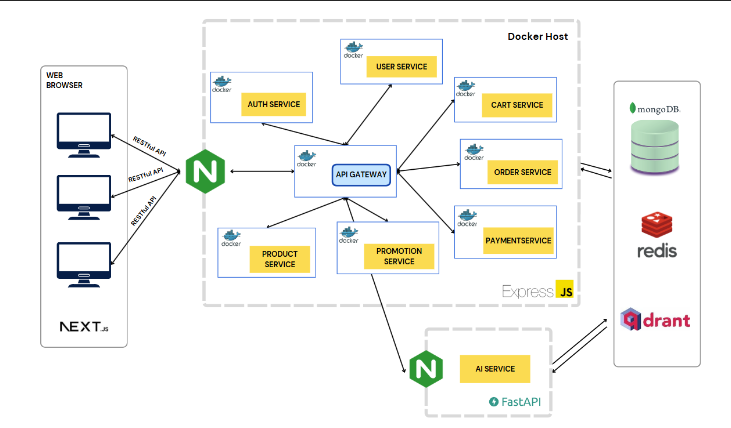 WEB
BROWSER
RESTful API
RESTful API
RESTful API
NEXT.JS
N
Docker Host
docker
AUTH SERVICE
docker
USER SERVICE
docker
CART SERVICE
docker
API GATEWAY
docker
ORDER SERVICE
docker
PRODUCT
SERVICE
docker
PROMOTION
SERVICE
docker
PAYMENTSERVICE
Express JS
N
AI SERVICE
FastAPI
mongoDB
redis
qdrant